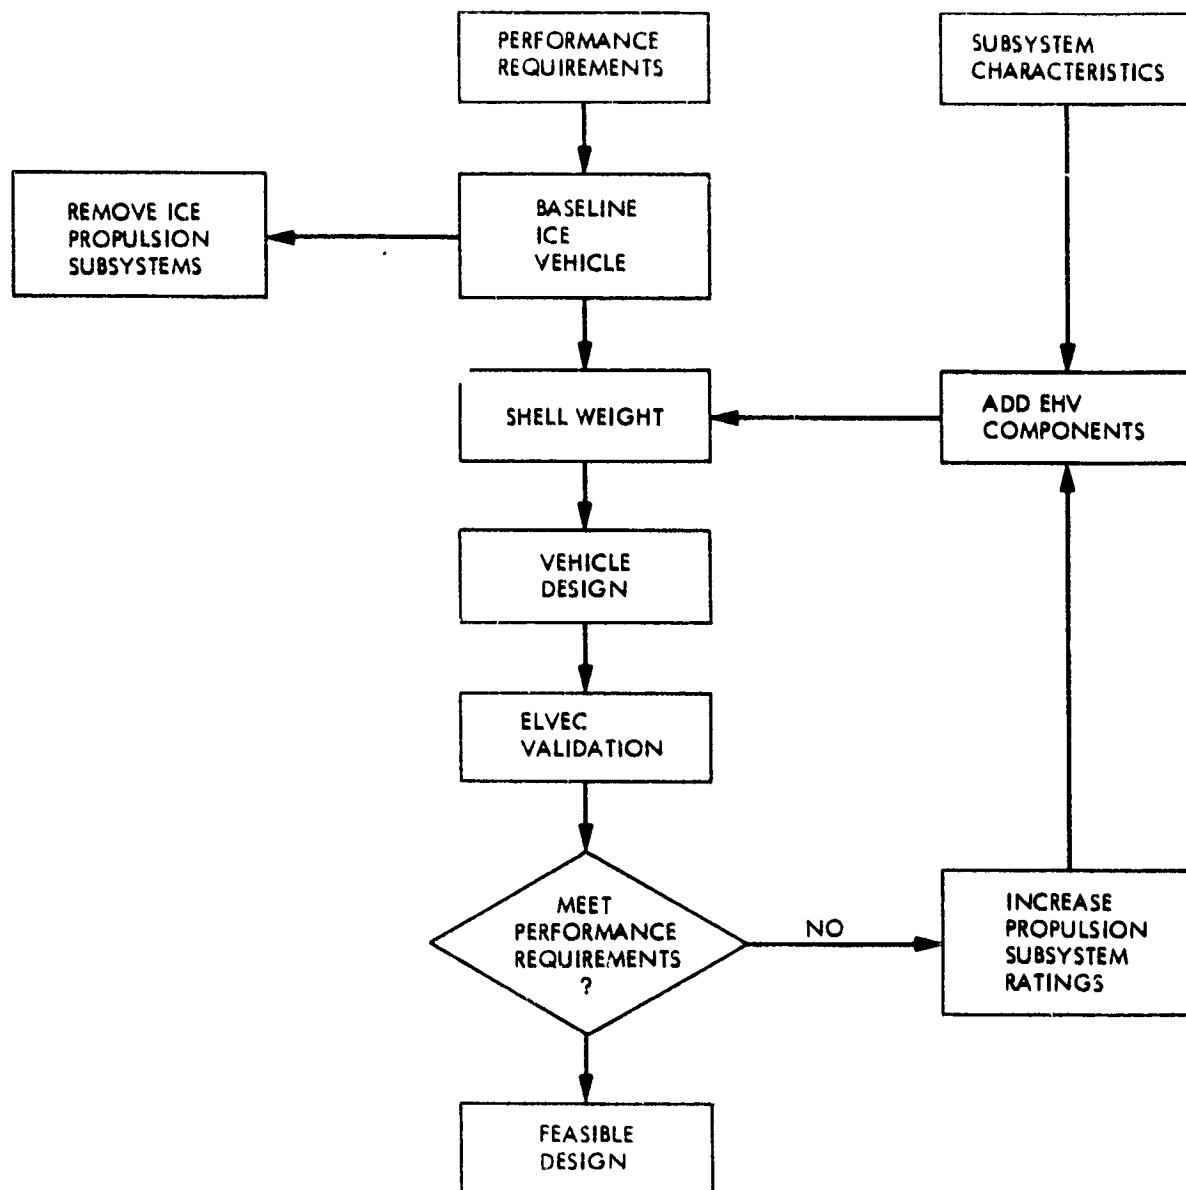 PERFORMANCE
REQUIREMENTS
SUBSYSTEM
CHARACTERISTICS
REMOVE ICE
PROPULSION
SUBSYSTEMS
BASELINE
ICE
VEHICLE
SHELL WEIGHT
ADD EHV
COMPONENTS
VEHICLE
DESIGN
ELVEC
VALIDATION
MEET
PERFORMANCE
REQUIREMENTS
?
NO
INCREASE
PROPULSION
SUBSYSTEM
RATINGS
FEASIBLE
DESIGN